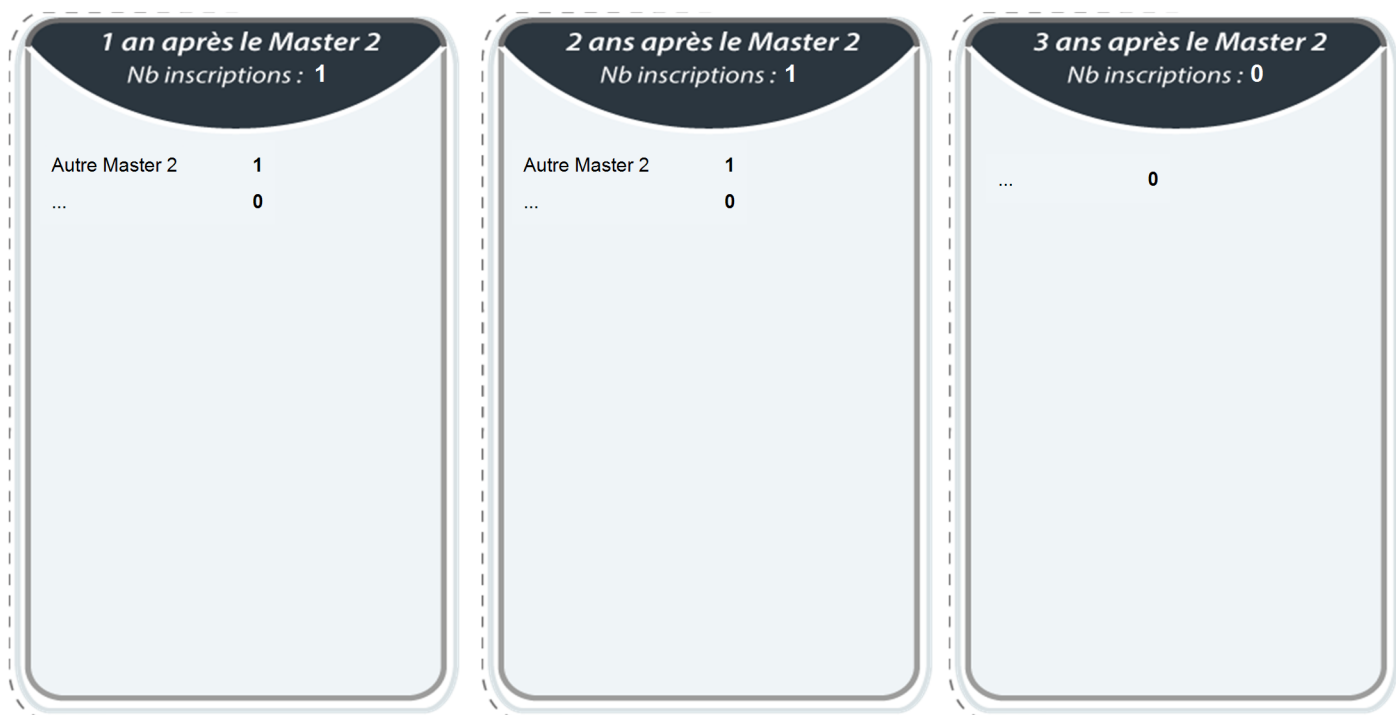 1 an après le Master 2
Nb inscriptions : 1
Autre Master 2 1
... 0
2 ans après le Master 2
Nb inscriptions : 1
Autre Master 2 1
... 0
3 ans après le Master 2
Nb inscriptions : 0
... 0